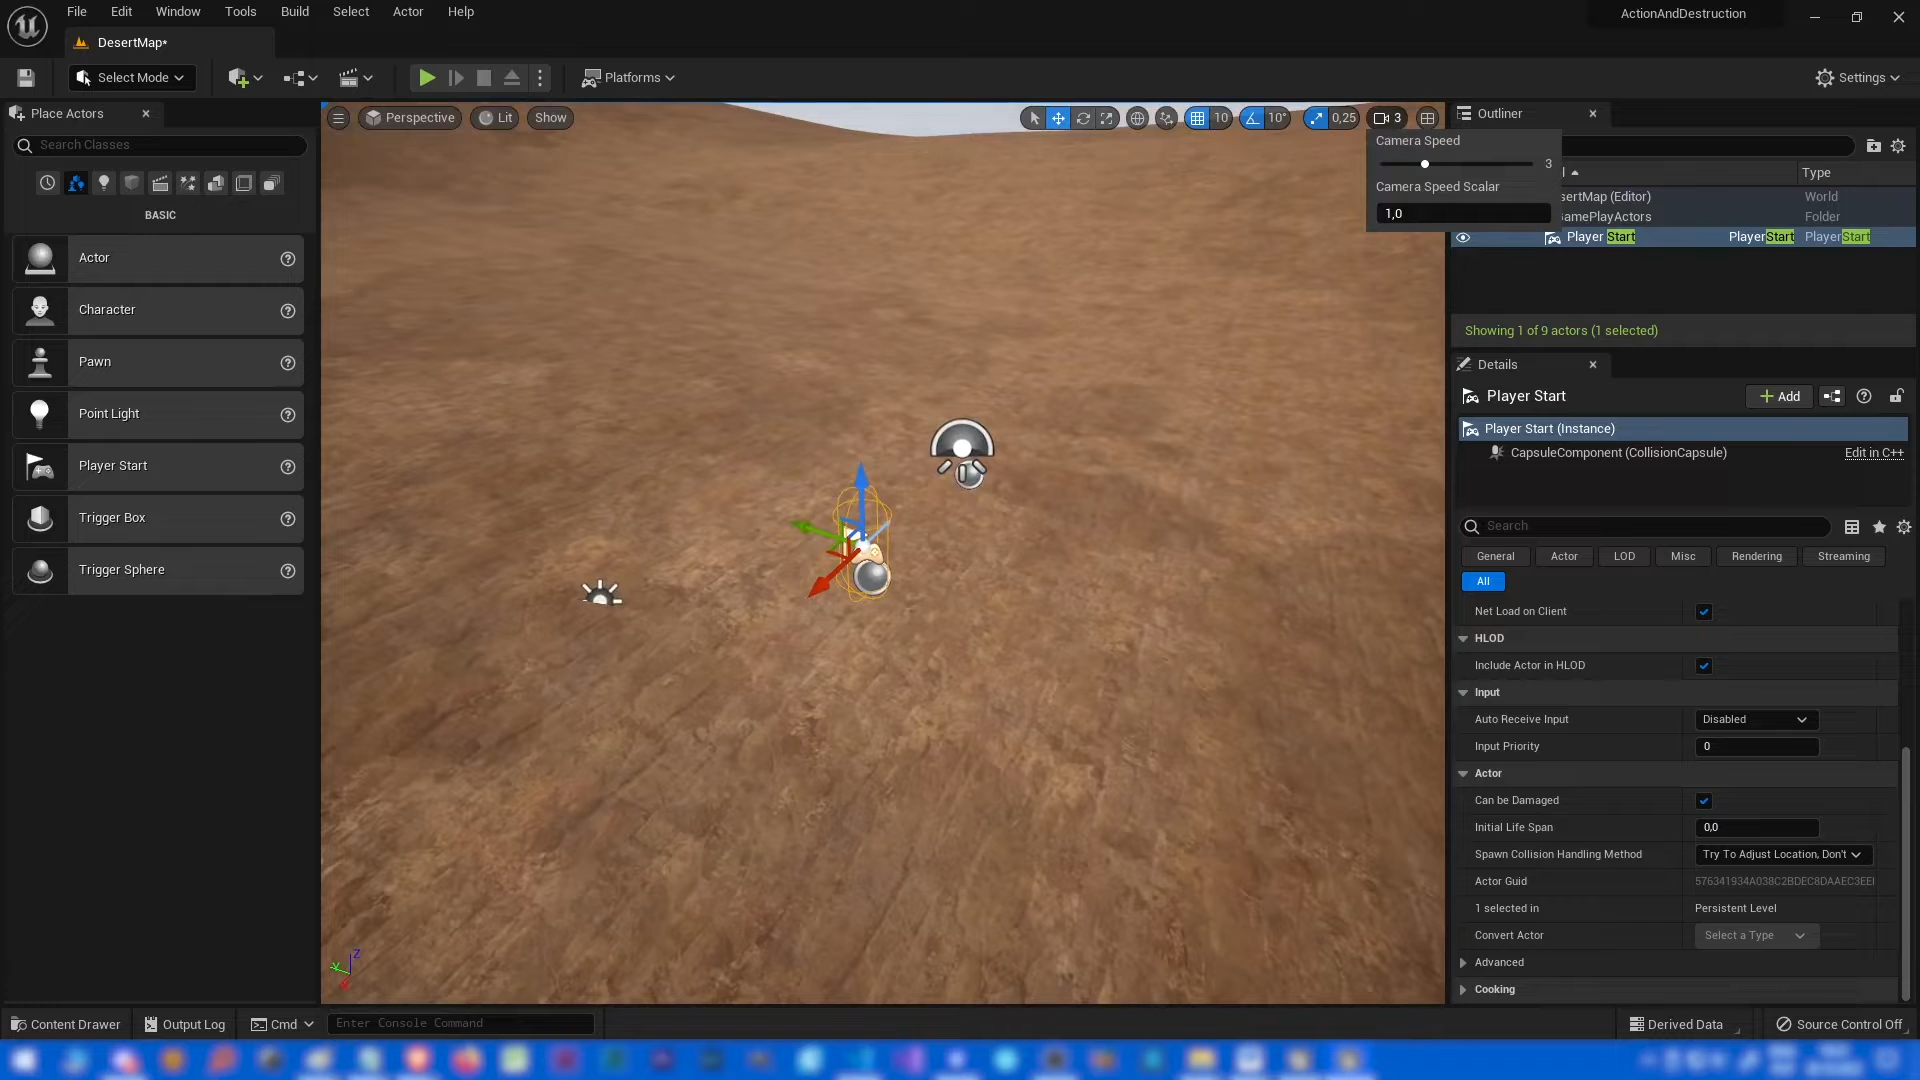 File Edit Window Tools Build Select Actor Help
ActionAndDestruction
DesertMap*
Select Mode
Platforms
Settings
Place Actors
Search Classes
BASIC
Actor
Character
Pawn
Point Light
Player Start
Trigger Box
Trigger Sphere
Perspective Lit Show
10 10° 0,25 3
Camera Speed
3
Camera Speed Scalar
1,0
Z
Y
Outliner
Type
sertMap (Editor) World
GamePlayActors Folder
Player Start PlayerStart PlayerStart
Showing 1 of 9 actors (1 selected)
Details
Player Start
Add
Player Start (Instance)
CapsuleComponent (CollisionCapsule) Edit in C++
Search
General Actor LOD Misc Rendering Streaming
All
Net Load on Client
HLOD
Include Actor in HLOD
Input
Auto Receive Input Disabled
Input Priority 0
Actor
Can be Damaged
Initial Life Span 0,0
Spawn Collision Handling Method Try To Adjust Location, Don't
Actor Guid 576341934A038C2BDEC8DAAEC3EE
1 selected in Persistent Level
Convert Actor Select a Type
Advanced
Cooking
Content Drawer Output Log Cmd Enter Console Command
Derived Data Source Control Off